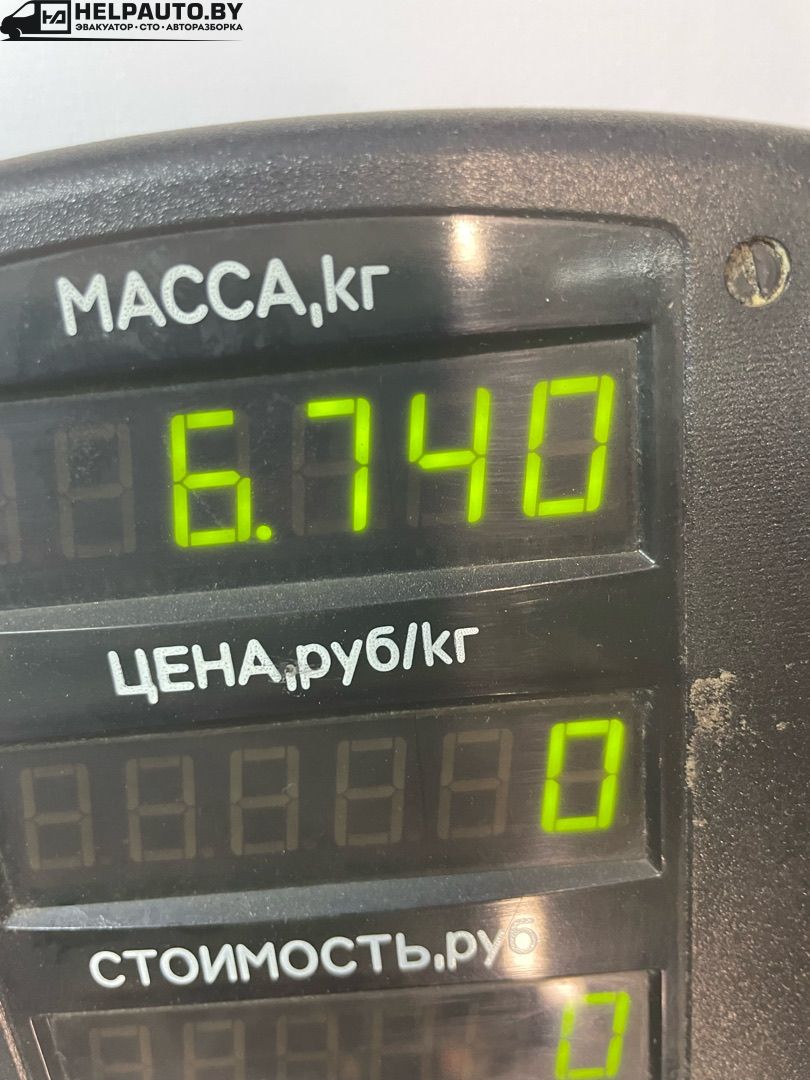 HELPAUTO.BY
ЭВАКУАТОР • СТО • АВТОРАЗБОРКА
МАССА,кг
6.740
ЦЕНА,руб/кг
0
СТОИМОСТЬ,руб
0